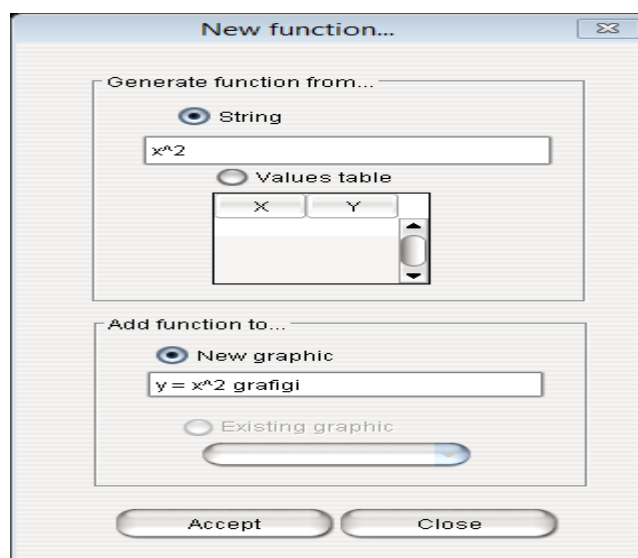 New function...
Generate function from...
String
x^2
Values table
X Y
Add function to...
New graphic
y = x^2 grafigi
Existing graphic
Accept Close